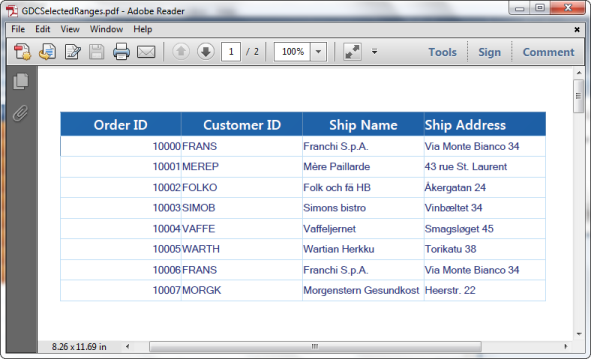 GDCSelectedRanges.pdf - Adobe Reader
File Edit View Window Help
1 / 2 100% Tools Sign Comment
Order ID Customer ID Ship Name Ship Address
10000 FRANS Franchi S.p.A. Via Monte Bianco 34
10001 MEREP Mère Paillarde 43 rue St. Laurent
10002 FOLKO Folk och fä HB Åkergatan 24
10003 SIMOB Simons bistro Vinbæltet 34
10004 VAFFE Vaffeljernet Smagsløget 45
10005 WARTH Wartian Herkku Torikatu 38
10006 FRANS Franchi S.p.A. Via Monte Bianco 34
10007 MORGK Morgenstern Gesundkost Heerstr. 22
8.26 x 11.69 in